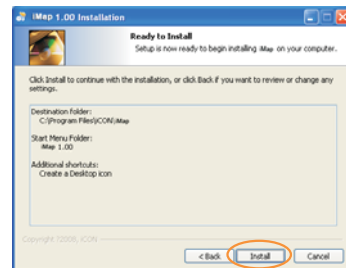 iMap 1.00 Installation
Ready to Install
Setup is now ready to begin installing iMap on your computer.
Click Install to continue with the installation, or click Back if you want to review or change any
settings.
Destination folder:
C:\Program Files\iCON\iMap
Start Menu Folder:
iMap 1.00
Additional shortcuts:
Create a Desktop icon
Copyright ?2008, iCON
< Back
Install
Cancel